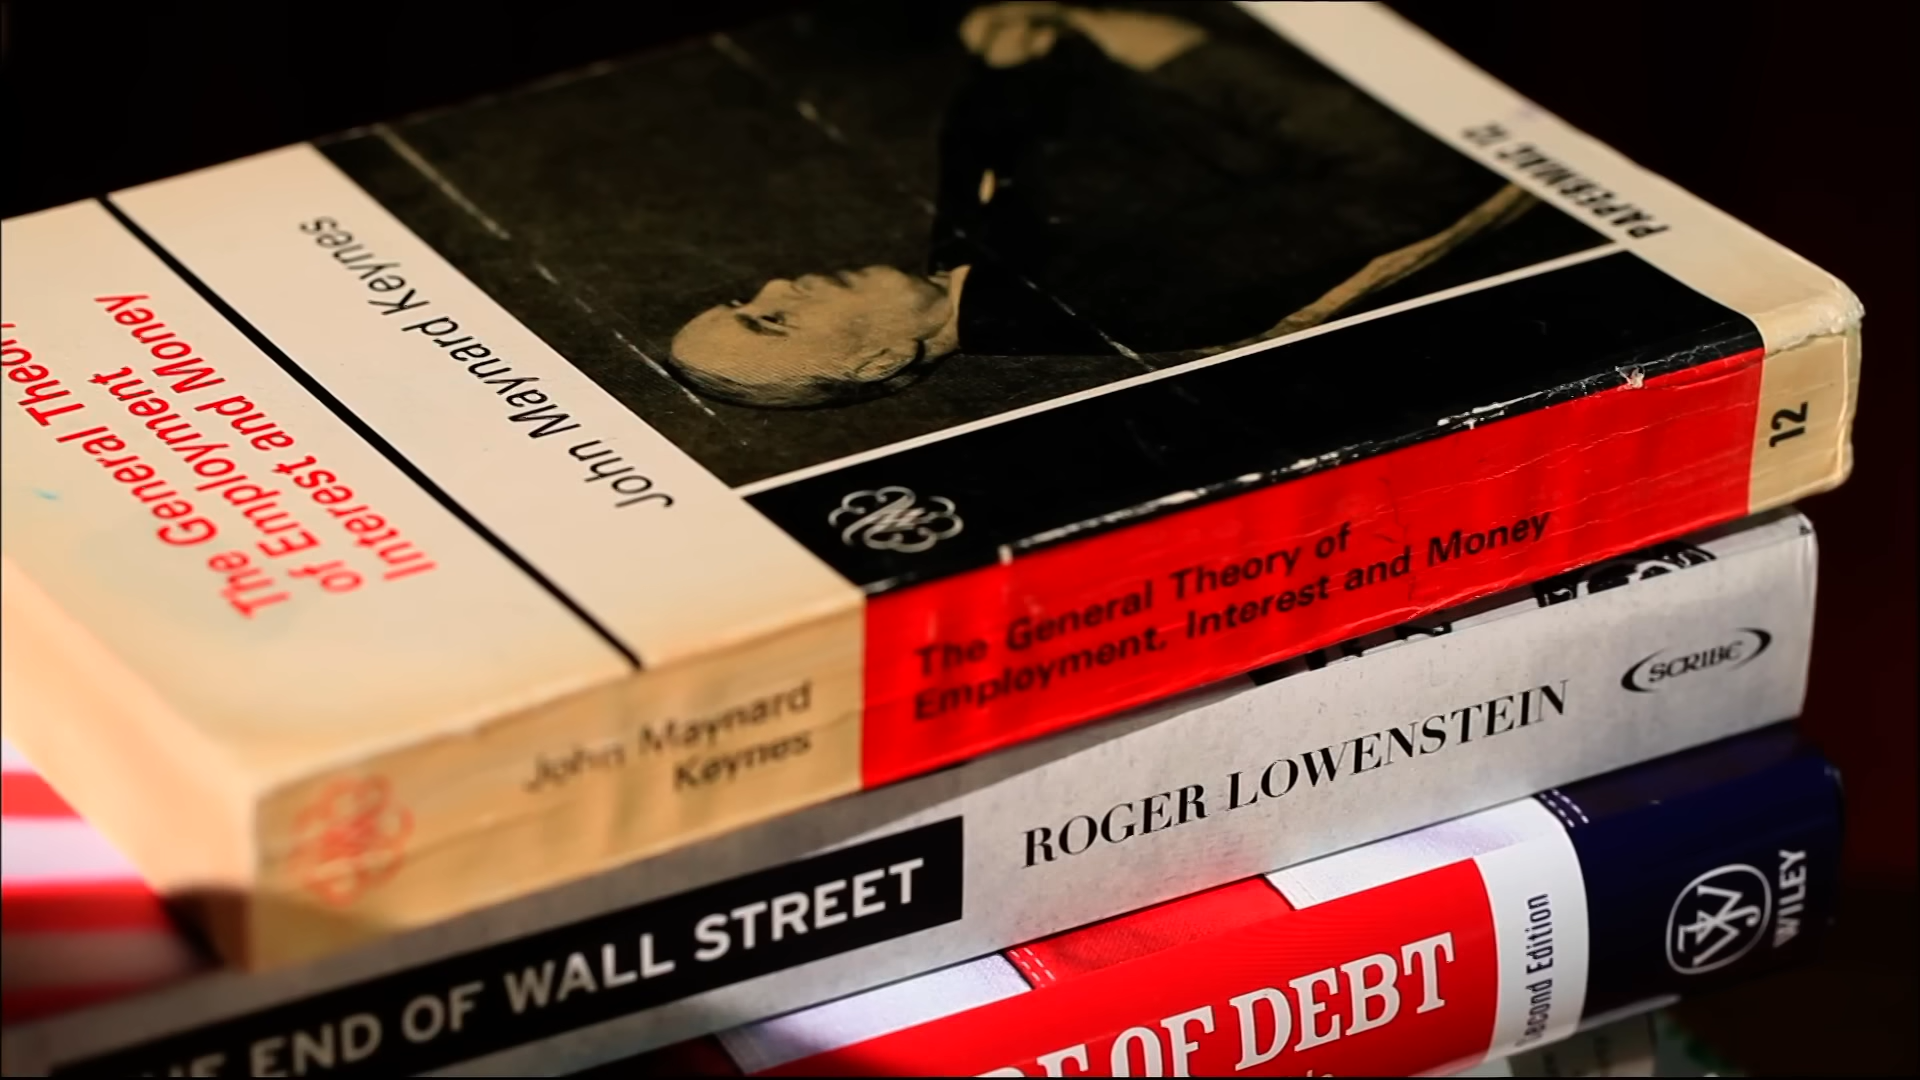 The General Theory
of Employment
Interest and Money
John Maynard Keynes
PAPERMAC 12
John Maynard
Keynes
The General Theory of
Employment, Interest and Money
12
THE END OF WALL STREET
ROGER LOWENSTEIN
SCRIBE
OF DEBT
Second Edition
WILEY